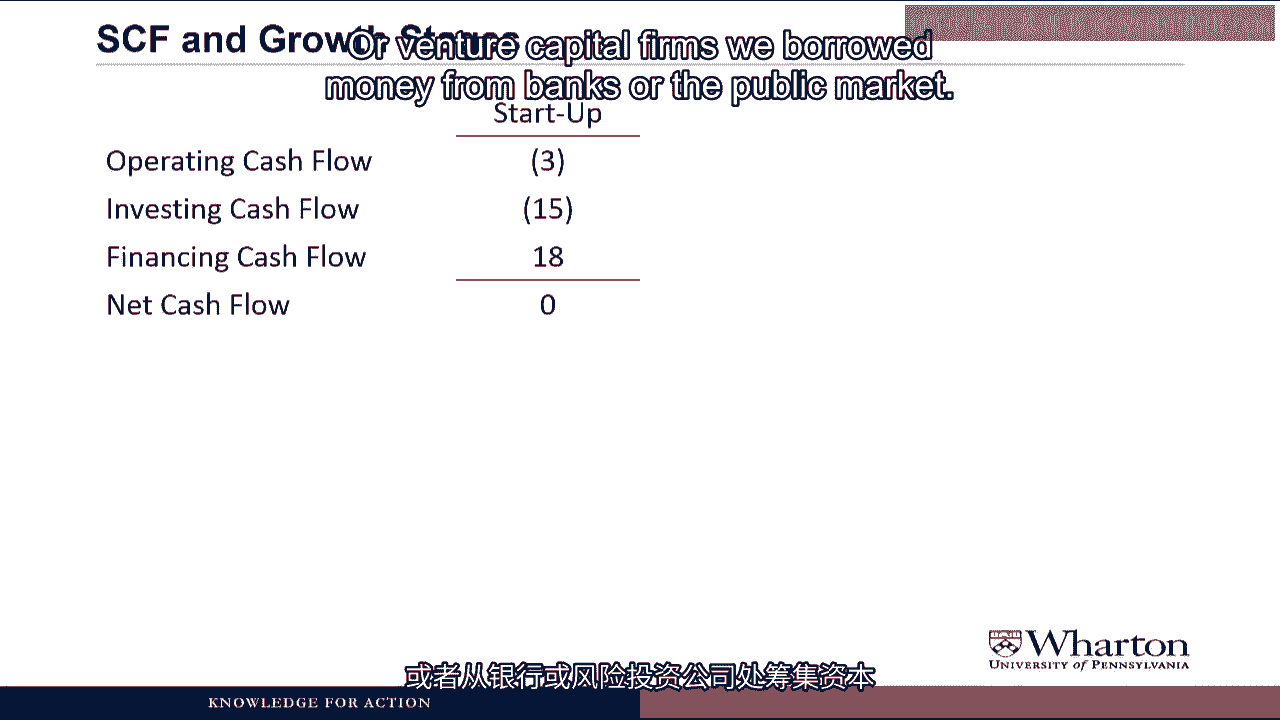 SCF and Growth Stages
Or venture capital firms we borrowed
money from banks or the public market.
Start-Up
Operating Cash Flow (3)
Investing Cash Flow (15)
Financing Cash Flow 18
Net Cash Flow 0
Wharton
UNIVERSITY of PENNSYLVANIA
或者从银行或风险投资公司处筹集资本
KNOWLEDGE FOR ACTION